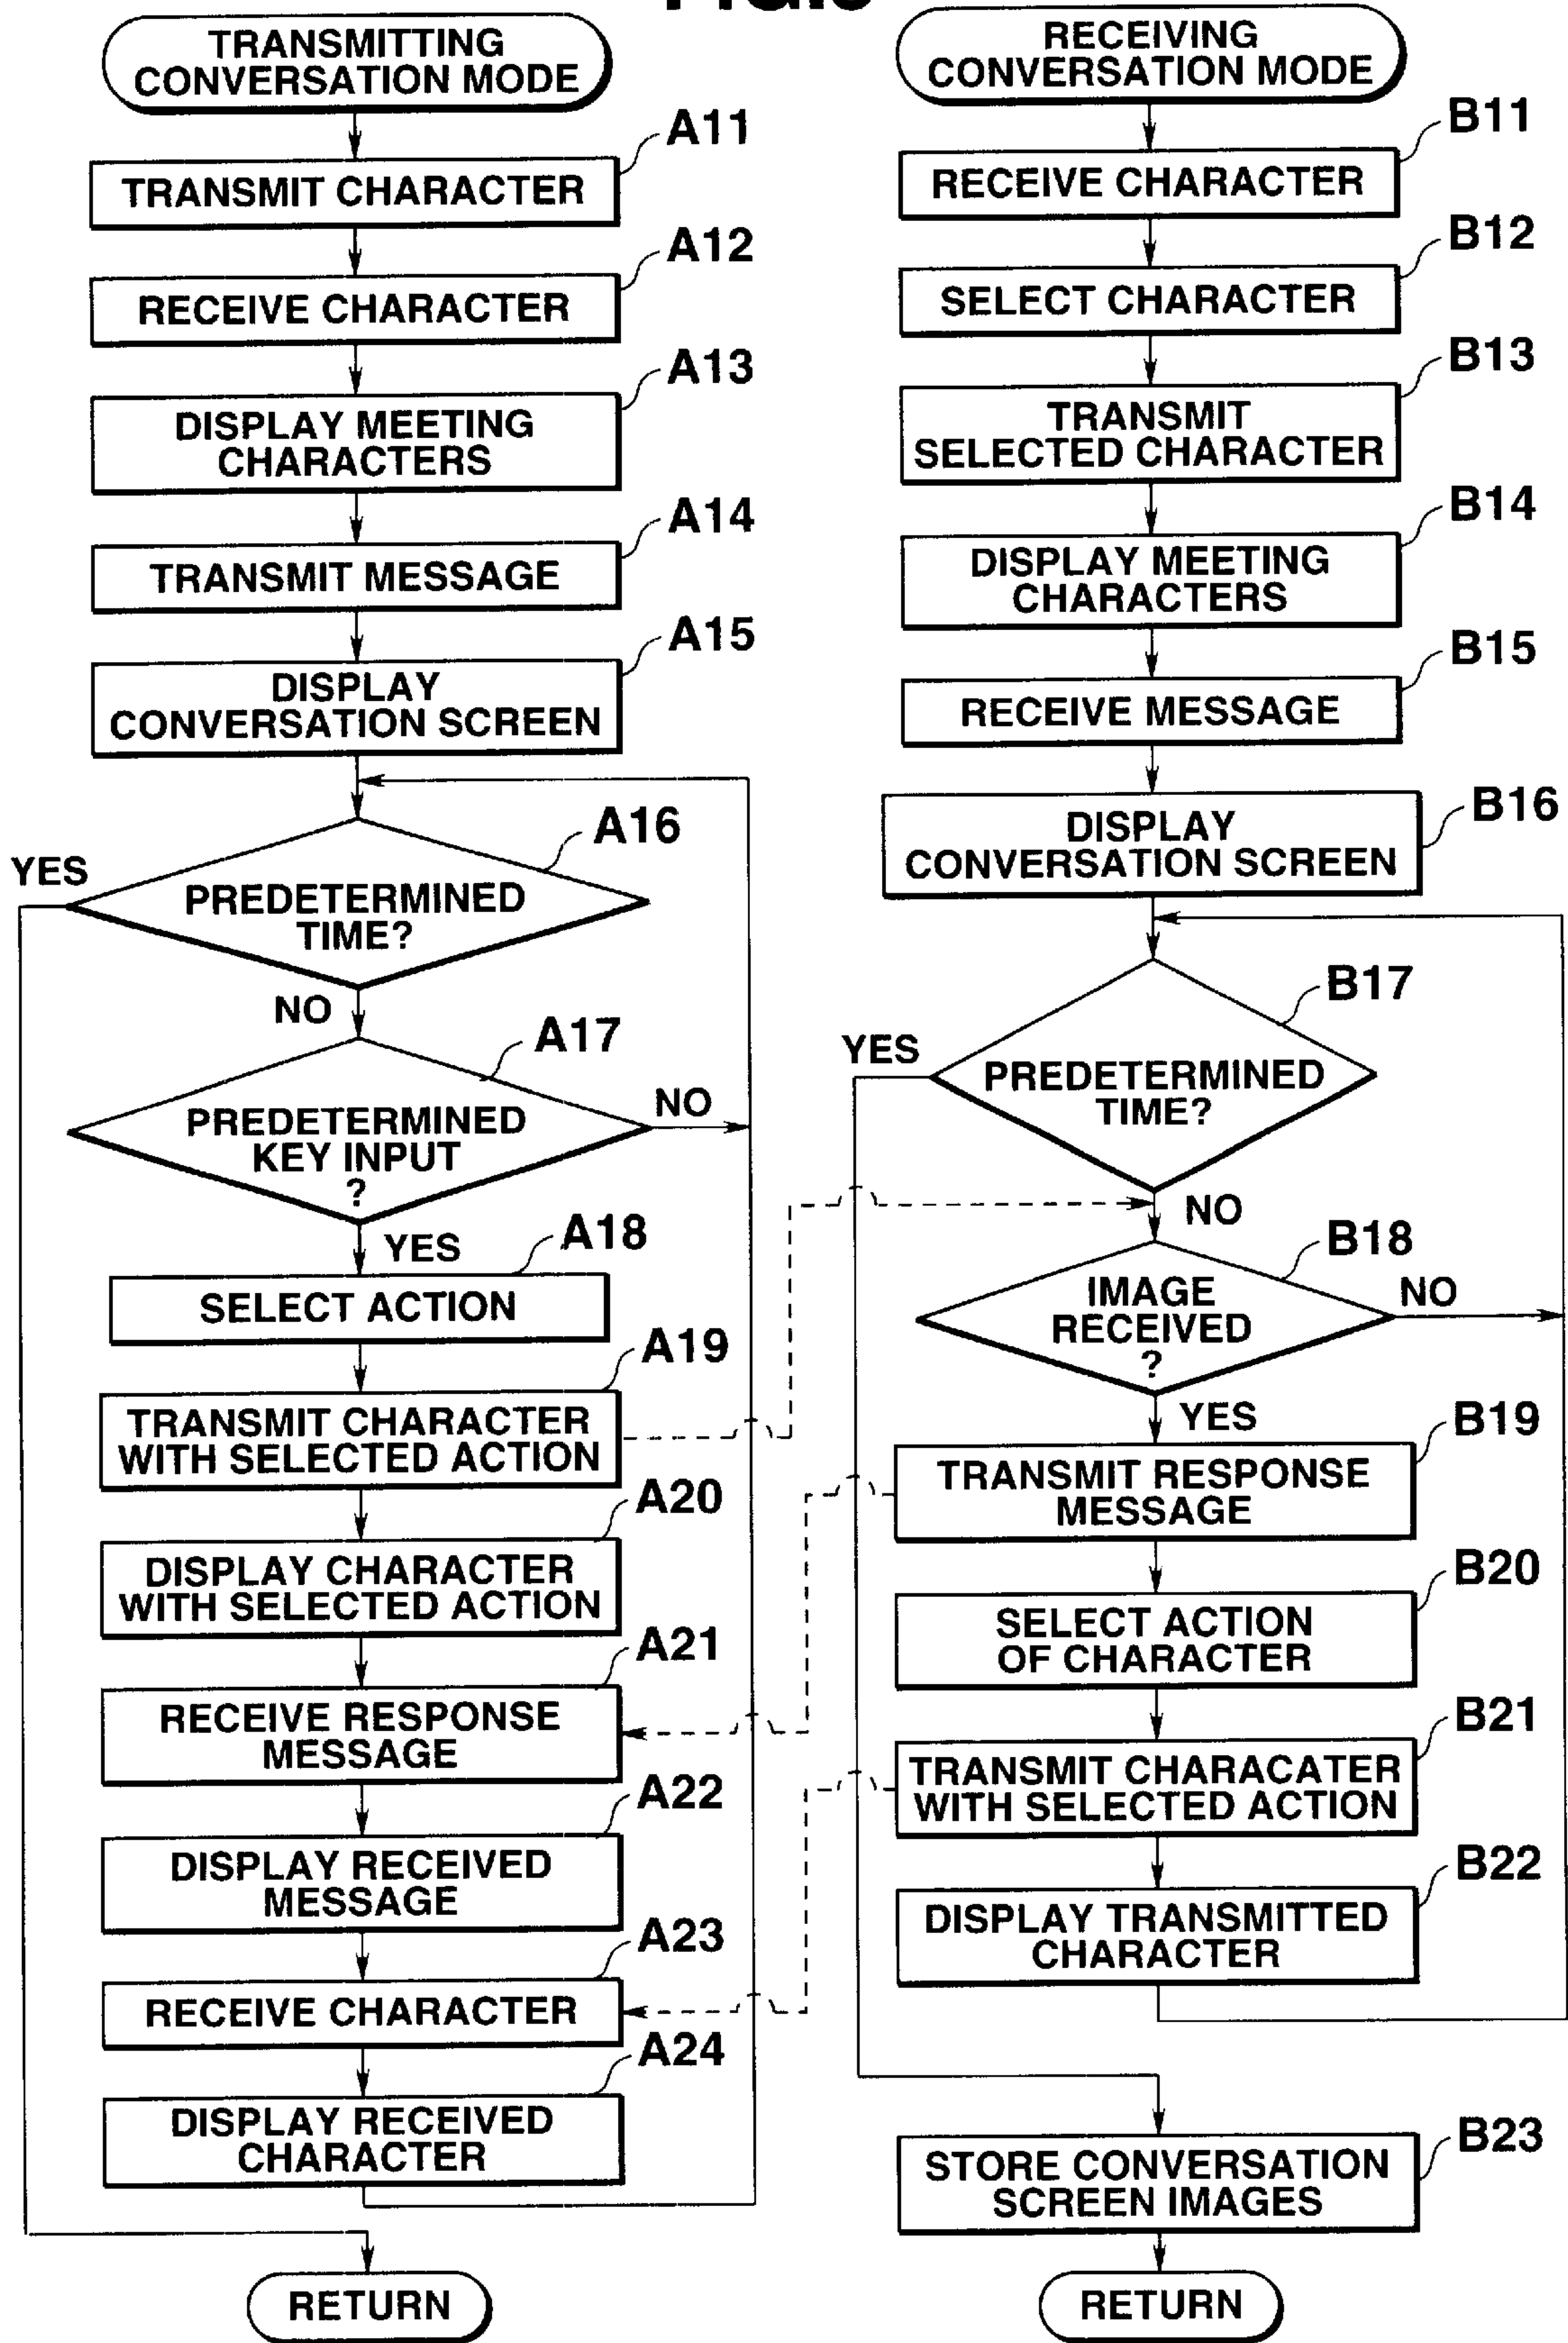 TRANSMITTING
CONVERSATION MODE
A11
TRANSMIT CHARACTER
A12
RECEIVE CHARACTER
A13
DISPLAY MEETING
CHARACTERS
A14
TRANSMIT MESSAGE
A15
DISPLAY
CONVERSATION SCREEN
A16
YES
PREDETERMINED
TIME?
NO
A17
PREDETERMINED
KEY INPUT
?
NO
YES
A18
SELECT ACTION
A19
TRANSMIT CHARACTER
WITH SELECTED ACTION
A20
DISPLAY CHARACTER
WITH SELECTED ACTION
A21
RECEIVE RESPONSE
MESSAGE
A22
DISPLAY RECEIVED
MESSAGE
A23
RECEIVE CHARACTER
A24
DISPLAY RECEIVED
CHARACTER
RETURN
RECEIVING
CONVERSATION MODE
B11
RECEIVE CHARACTER
B12
SELECT CHARACTER
B13
TRANSMIT
SELECTED CHARACTER
B14
DISPLAY MEETING
CHARACTERS
B15
RECEIVE MESSAGE
B16
DISPLAY
CONVERSATION SCREEN
B17
YES
PREDETERMINED
TIME?
NO
B18
IMAGE
RECEIVED
?
NO
YES
B19
TRANSMIT RESPONSE
MESSAGE
B20
SELECT ACTION
OF CHARACTER
B21
TRANSMIT CHARACATER
WITH SELECTED ACTION
B22
DISPLAY TRANSMITTED
CHARACTER
B23
STORE CONVERSATION
SCREEN IMAGES
RETURN